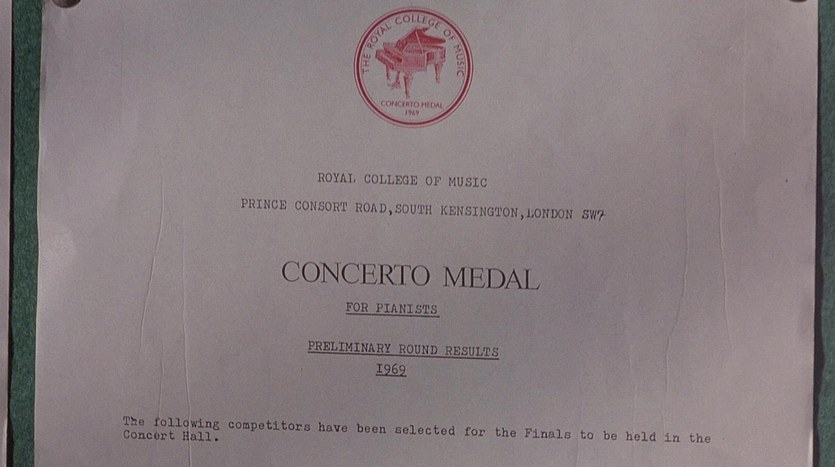 THE ROYAL COLLEGE OF MUSIC
CONCERTO MEDAL
1969
ROYAL COLLEGE OF MUSIC
PRINCE CONSORT ROAD,SOUTH KENSINGTON,LONDON SW7
CONCERTO MEDAL
FOR PIANISTS
PRELIMINARY ROUND RESULTS
1969
The following competitors have been selected for the Finals to be held in the
Concert Hall.